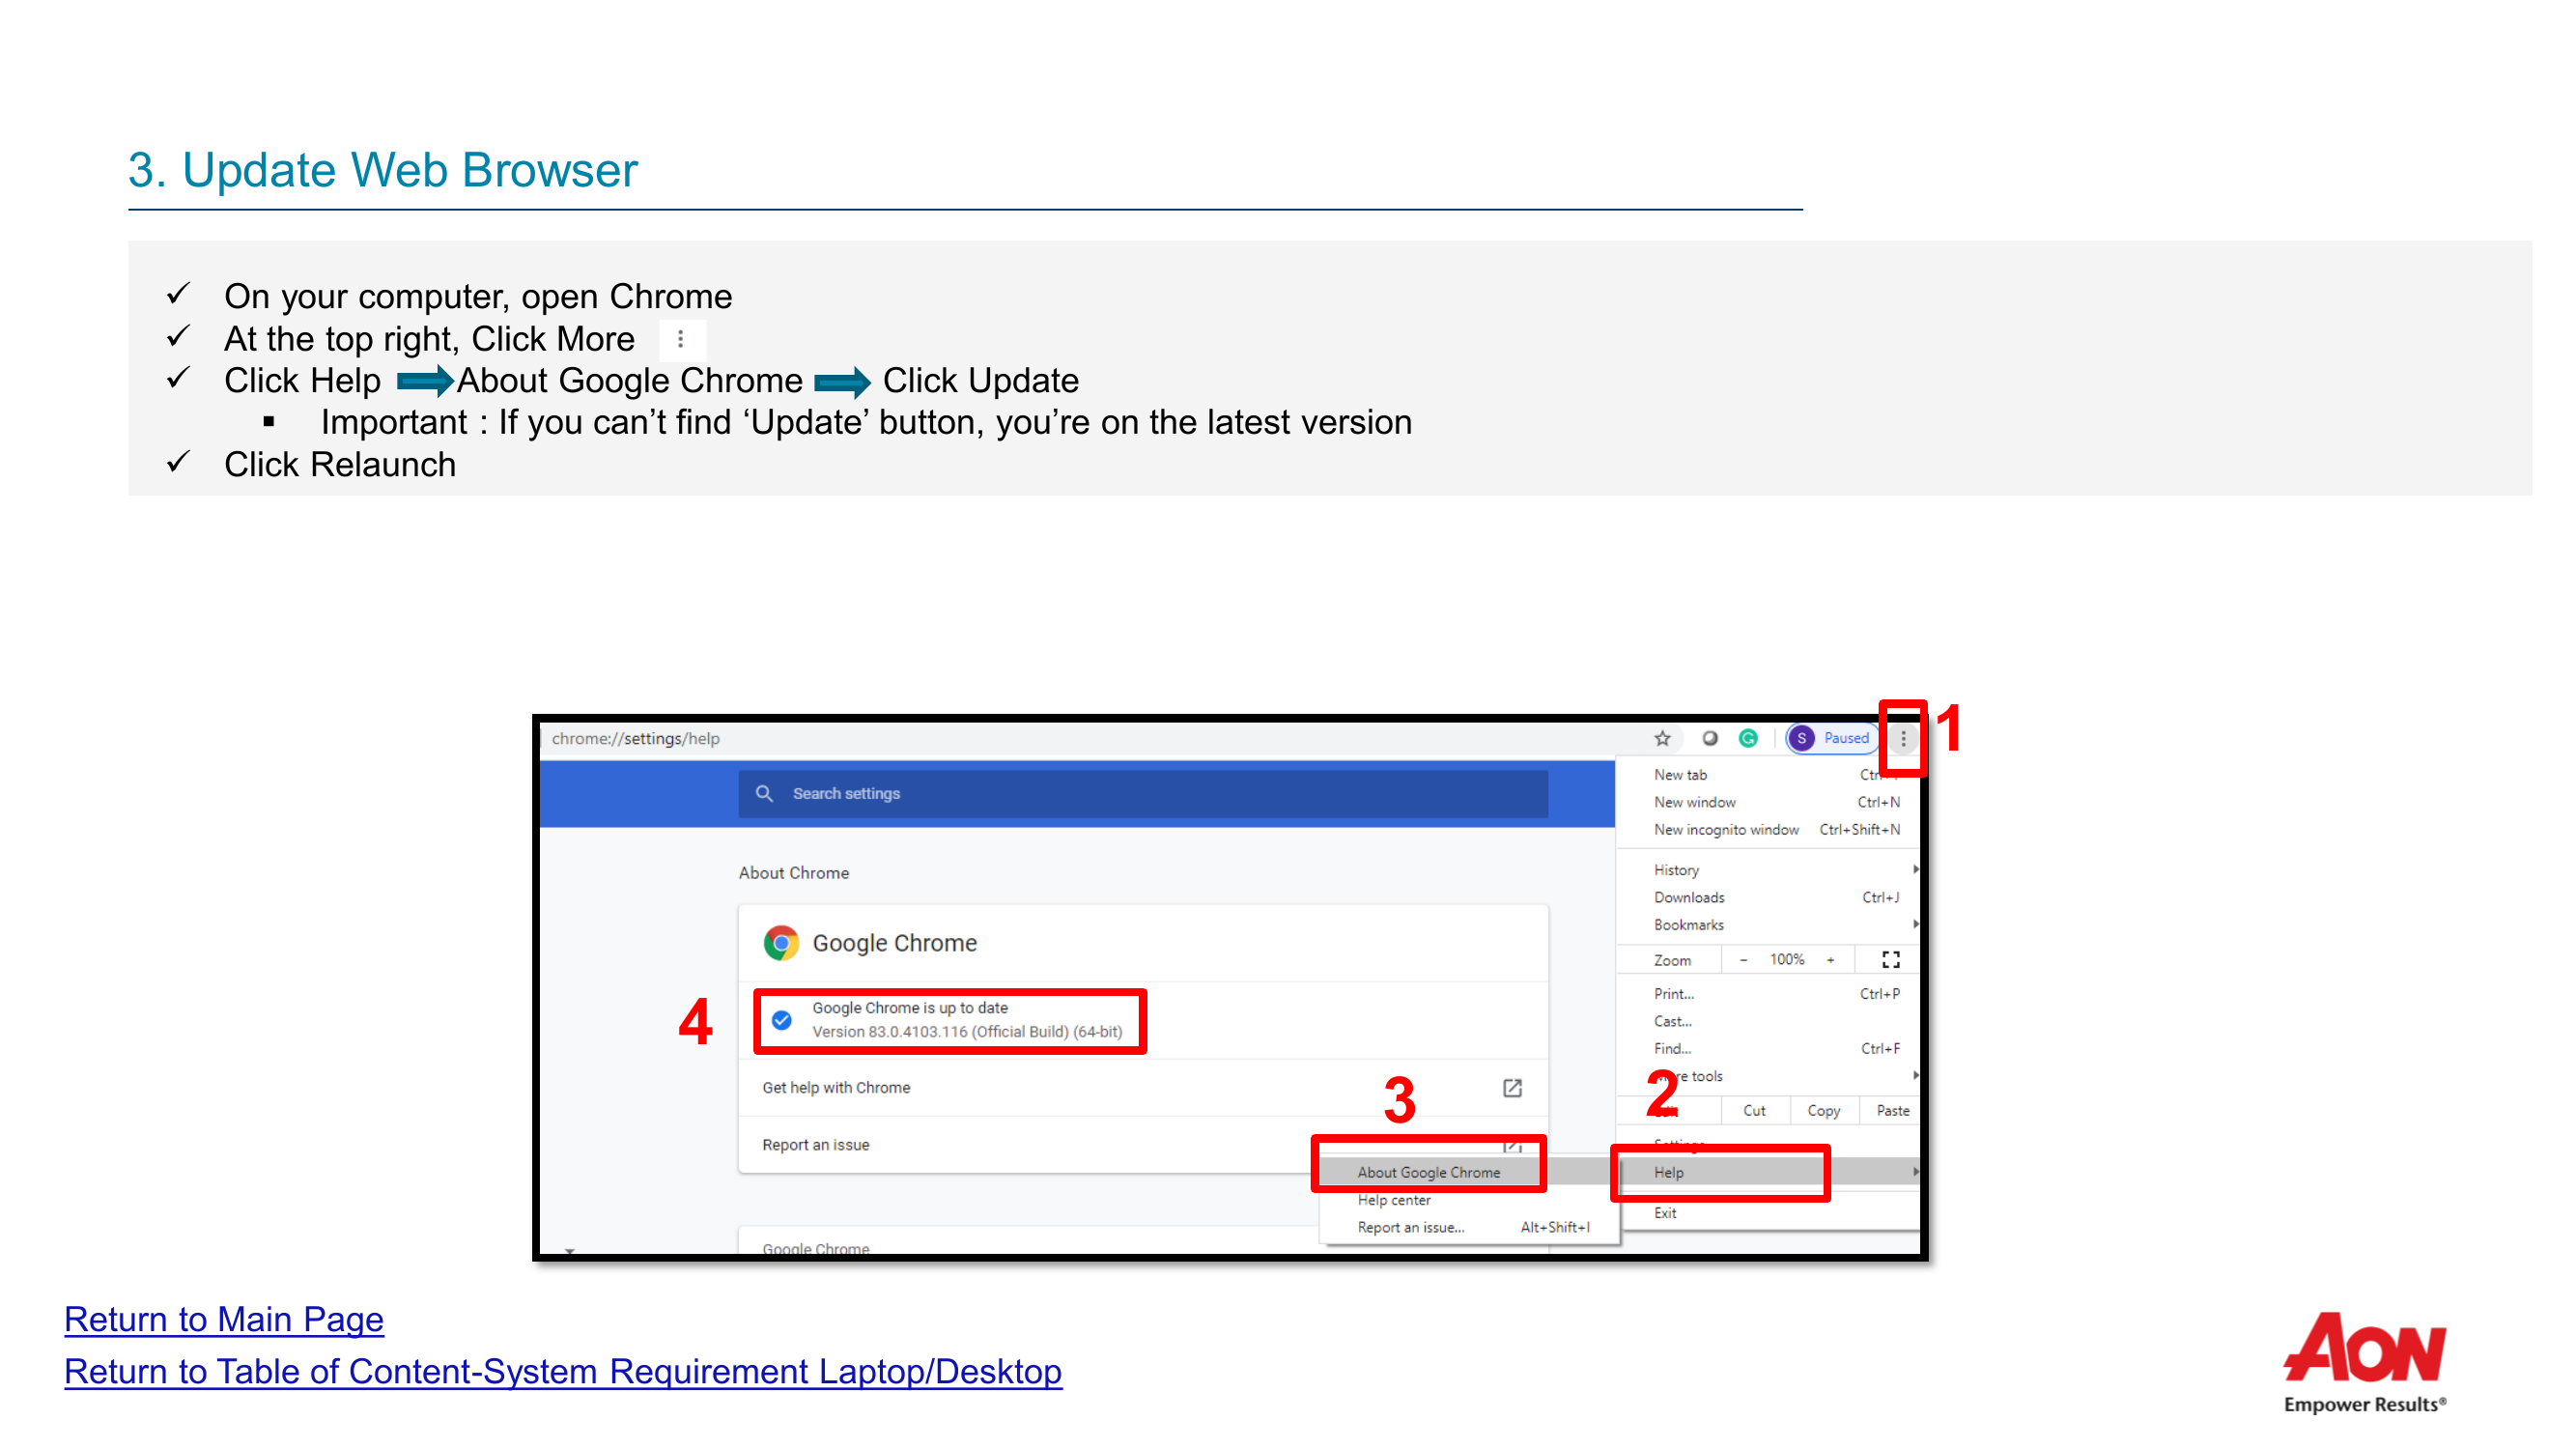 3. Update Web Browser
✓ On your computer, open Chrome
✓ At the top right, Click More
✓ Click Help About Google Chrome Click Update
▪ Important : If you can’t find ‘Update’ button, you’re on the latest version
✓ Click Relaunch
1
chrome://settings/help
S Paused
Search settings
New tab
New window Ctrl+N
New incognito window Ctrl+Shift+N
History
Downloads Ctrl+J
Bookmarks
Zoom - 100% +
Print... Ctrl+P
Cast...
Find... Ctrl+F
tools
2
Cut Copy Paste
Help
Exit
About Chrome
Google Chrome
4
Google Chrome is up to date
Version 83.0.4103.116 (Official Build) (64-bit)
Get help with Chrome
Report an issue
3
About Google Chrome
Help center
Report an issue... Alt+Shift+I
Google Chrome
Return to Main Page
Return to Table of Content-System Requirement Laptop/Desktop
AON
Empower Results®